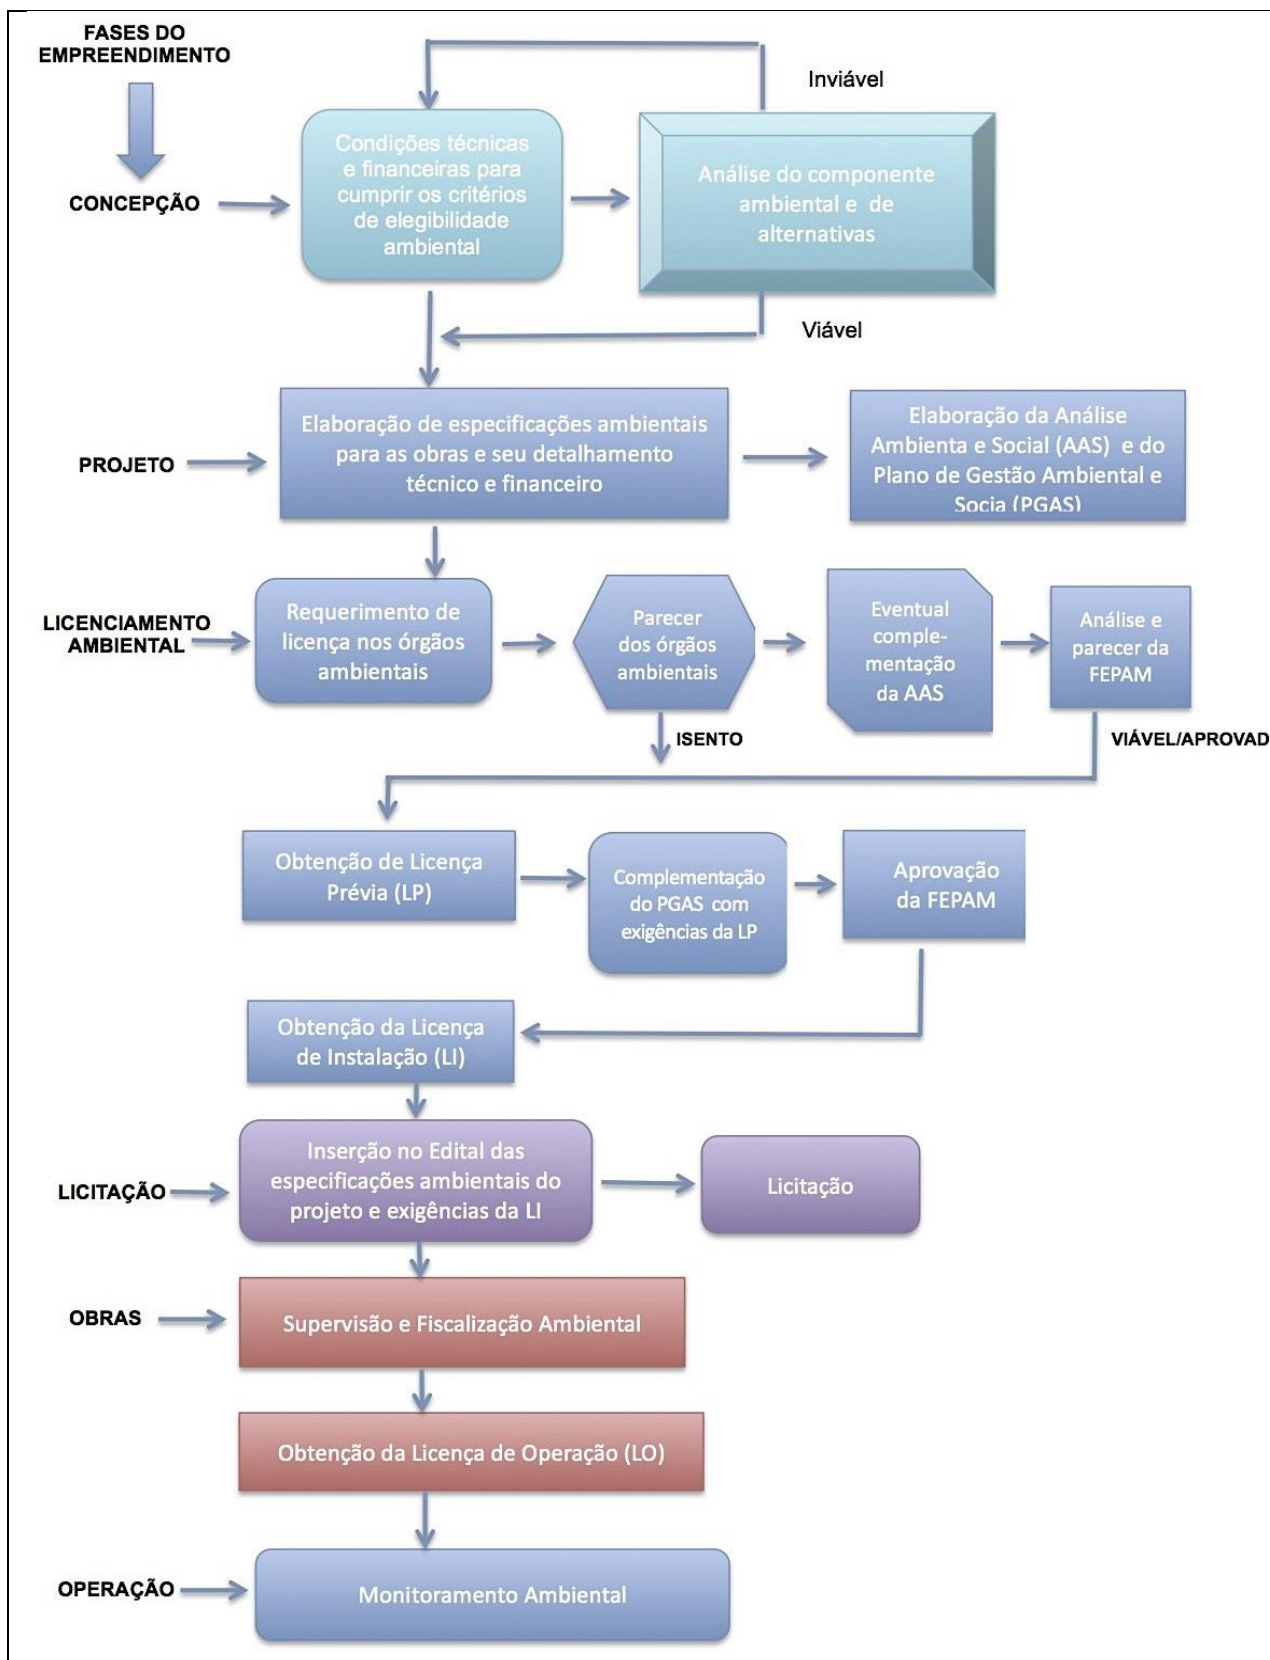 FASES DO
EMPREENDIMENTO
Inviável
Condições técnicas
e financeiras para
cumprir os critérios
de elegibilidade
ambiental
Análise do componente
ambiental e de
alternativas
CONCEPÇÃO
Viável
Elaboração de especificações ambientais
para as obras e seu detalhamento
técnico e financeiro
Elaboração da Análise
Ambienta e Social (AAS) e do
Plano de Gestão Ambiental e
Socia (PGAS)
PROJETO
LICENCIAMENTO
AMBIENTAL
Requerimento de
licença nos órgãos
ambientais
Parecer
dos órgãos
ambientais
Eventual
comple-
mentação
da AAS
Análise e
parecer da
FEPAM
ISENTO
VIÁVEL/APROVAD
Obtenção de Licença
Prévia (LP)
Complementação
do PGAS com
exigências da LP
Aprovação
da FEPAM
Obtenção da Licença
de Instalação (LI)
LICITAÇÃO
Inserção no Edital das
especificações ambientais do
projeto e exigências da LI
Licitação
OBRAS
Supervisão e Fiscalização Ambiental
Obtenção da Licença de Operação (LO)
OPERAÇÃO
Monitoramento Ambiental